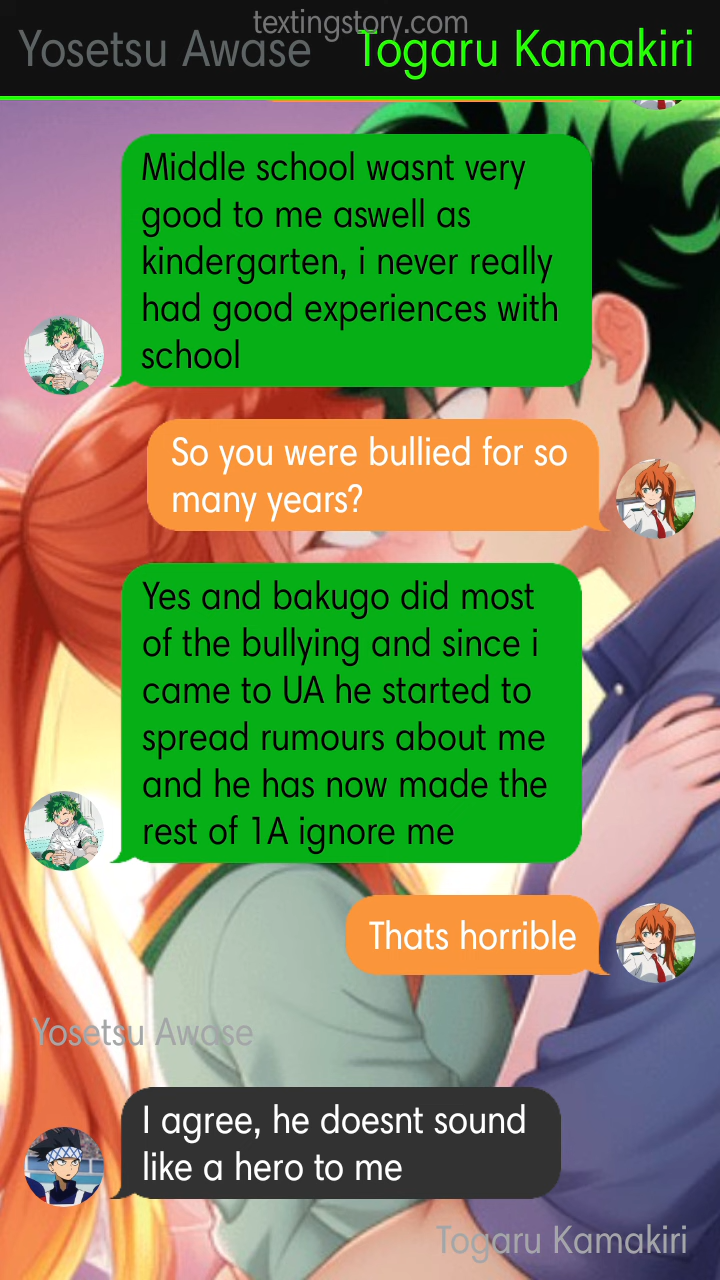 textingstory.com
Yosetsu Awase Togaru Kamakiri
Middle school wasnt very
good to me aswell as
kindergarten, i never really
had good experiences with
school
So you were bullied for so
many years?
Yes and bakugo did most
of the bullying and since i
came to UA he started to
spread rumours about me
and he has now made the
rest of 1A ignore me
Thats horrible
Yosetsu Awase
I agree, he doesnt sound
like a hero to me
Togaru Kamakiri